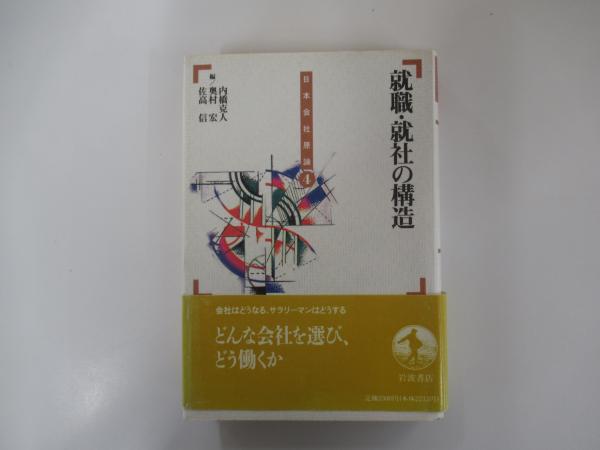 就職・就社の構造
日本会社原論 4
内橋克人
編／奥村 宏
佐高 信
会社はどうなる、サラリーマンはどうする
どんな会社を選び、
どう働くか
岩波書店